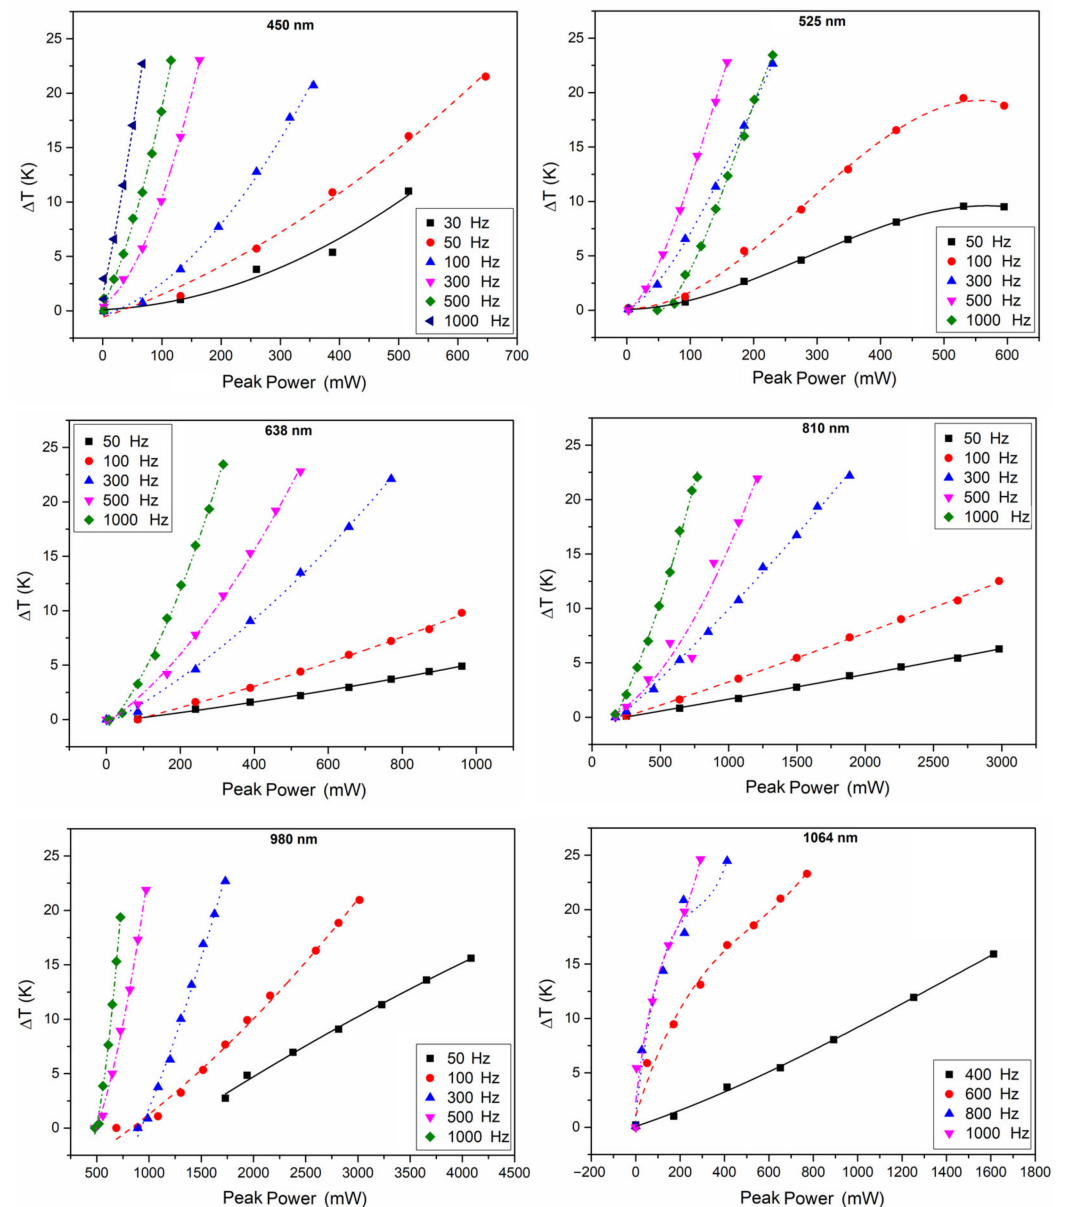 450 nm
ΔT (K)
25
20
15
10
5
0
30 Hz
50 Hz
100 Hz
300 Hz
500 Hz
1000 Hz
0 100 200 300 400 500 600 700
Peak Power (mW)
525 nm
ΔT (K)
25
20
15
10
5
0
50 Hz
100 Hz
300 Hz
500 Hz
1000 Hz
0 100 200 300 400 500 600
Peak Power (mW)
638 nm
ΔT (K)
25
20
15
10
5
0
50 Hz
100 Hz
300 Hz
500 Hz
1000 Hz
0 200 400 600 800 1000
Peak Power (mW)
810 nm
ΔT (K)
25
20
15
10
5
0
50 Hz
100 Hz
300 Hz
500 Hz
1000 Hz
0 500 1000 1500 2000 2500 3000
Peak Power (mW)
980 nm
ΔT (K)
25
20
15
10
5
0
50 Hz
100 Hz
300 Hz
500 Hz
1000 Hz
500 1000 1500 2000 2500 3000 3500 4000 4500
Peak Power (mW)
1064 nm
ΔT (K)
25
20
15
10
5
0
400 Hz
600 Hz
800 Hz
1000 Hz
−200 0 200 400 600 800 1000 1200 1400 1600 1800
Peak Power (mW)